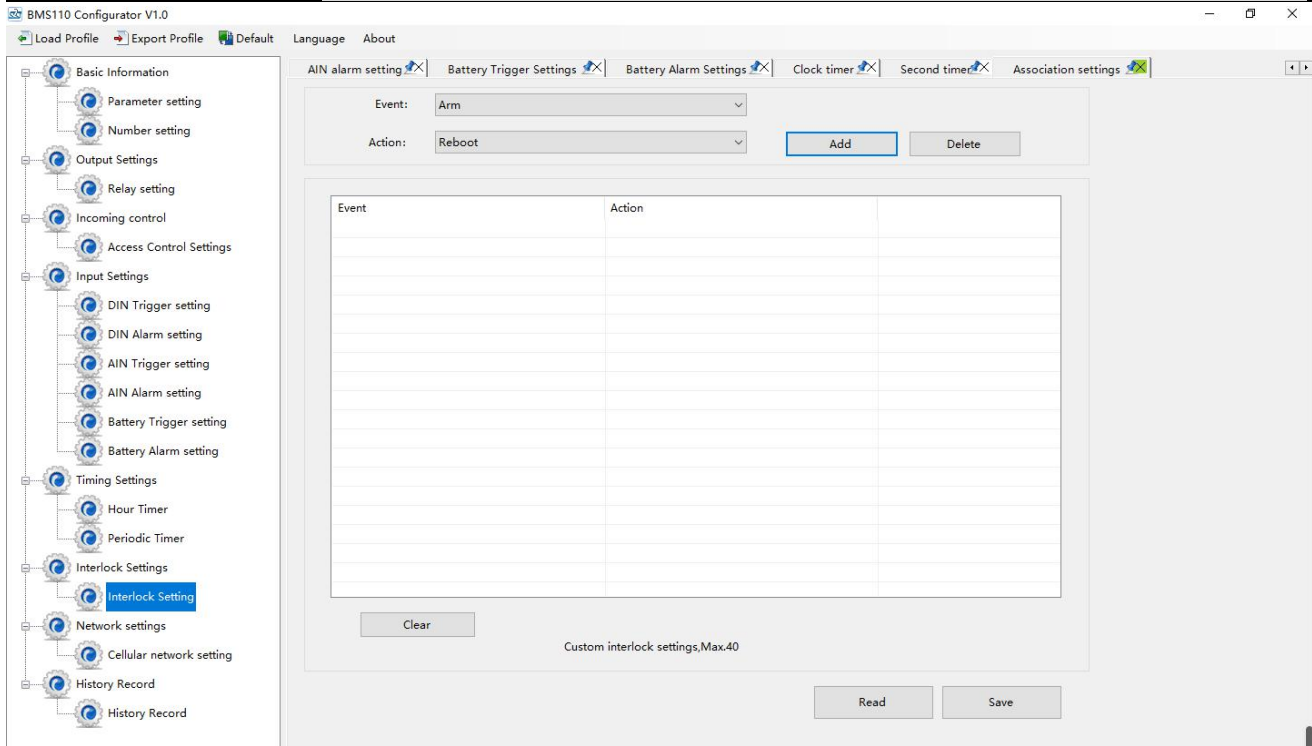 BMS110 Configurator V1.0
Load Profile Export Profile Default Language About
Basic Information
Parameter setting
Number setting
Output Settings
Relay setting
Incoming control
Access Control Settings
Input Settings
DIN Trigger setting
DIN Alarm setting
AIN Trigger setting
AIN Alarm setting
Battery Trigger setting
Battery Alarm setting
Timing Settings
Hour Timer
Periodic Timer
Interlock Settings
Interlock Setting
Network settings
Cellular network setting
History Record
History Record
AIN alarm setting Battery Trigger Settings Battery Alarm Settings Clock timer Second timer Association settings
Event: Arm
Action: Reboot Add Delete
Event Action
Clear
Custom interlock settings,Max.40
Read Save